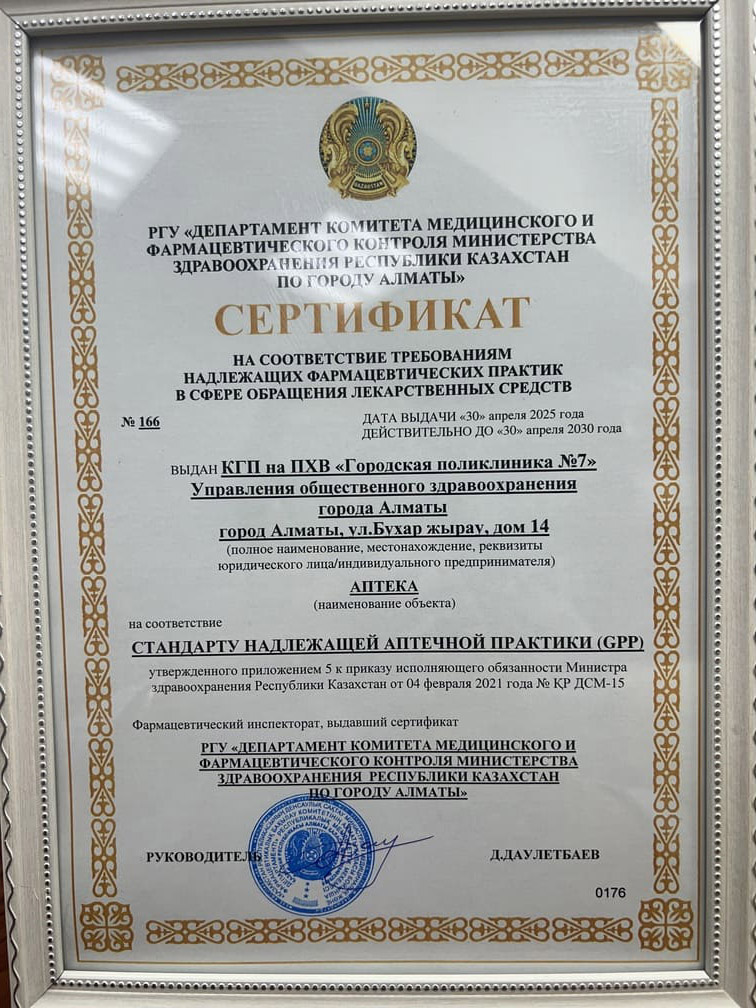 KAZAKHSTAN
РГУ «ДЕПАРТАМЕНТ КОМИТЕТА МЕДИЦИНСКОГО И
ФАРМАЦЕВТИЧЕСКОГО КОНТРОЛЯ МИНИСТЕРСТВА
ЗДРАВООХРАНЕНИЯ РЕСПУБЛИКИ КАЗАХСТАН
ПО ГОРОДУ АЛМАТЫ»
СЕРТИФИКАТ
НА СООТВЕТСТВИЕ ТРЕБОВАНИЯМ
НАДЛЕЖАЩИХ ФАРМАЦЕВТИЧЕСКИХ ПРАКТИК
В СФЕРЕ ОБРАЩЕНИЯ ЛЕКАРСТВЕННЫХ СРЕДСТВ
№ 166
ДАТА ВЫДАЧИ «30» апреля 2025 года
ДЕЙСТВИТЕЛЬНО ДО «30» апреля 2030 года
ВЫДАН КГП на ПХВ «Городская поликлиника №7»
Управления общественного здравоохранения
города Алматы
город Алматы, ул.Бухар жырау, дом 14
(полное наименование, местонахождение, реквизиты
юридического лица/индивидуального предпринимателя)
АПТЕКА
(наименование объекта)
на соответствие
СТАНДАРТУ НАДЛЕЖАЩЕЙ АПТЕЧНОЙ ПРАКТИКИ (GPP)
утвержденного приложением 5 к приказу исполняющего обязанности Министра
здравоохранения Республики Казахстан от 04 февраля 2021 года № ҚР ДСМ-15
Фармацевтический инспекторат, выдавший сертификат
РГУ «ДЕПАРТАМЕНТ КОМИТЕТА МЕДИЦИНСКОГО И
ФАРМАЦЕВТИЧЕСКОГО КОНТРОЛЯ МИНИСТЕРСТВА
ЗДРАВООХРАНЕНИЯ РЕСПУБЛИКИ КАЗАХСТАН
ПО ГОРОДУ АЛМАТЫ»
РУКОВОДИТЕЛЬ
Д.ДАУЛЕТБАЕВ
0176